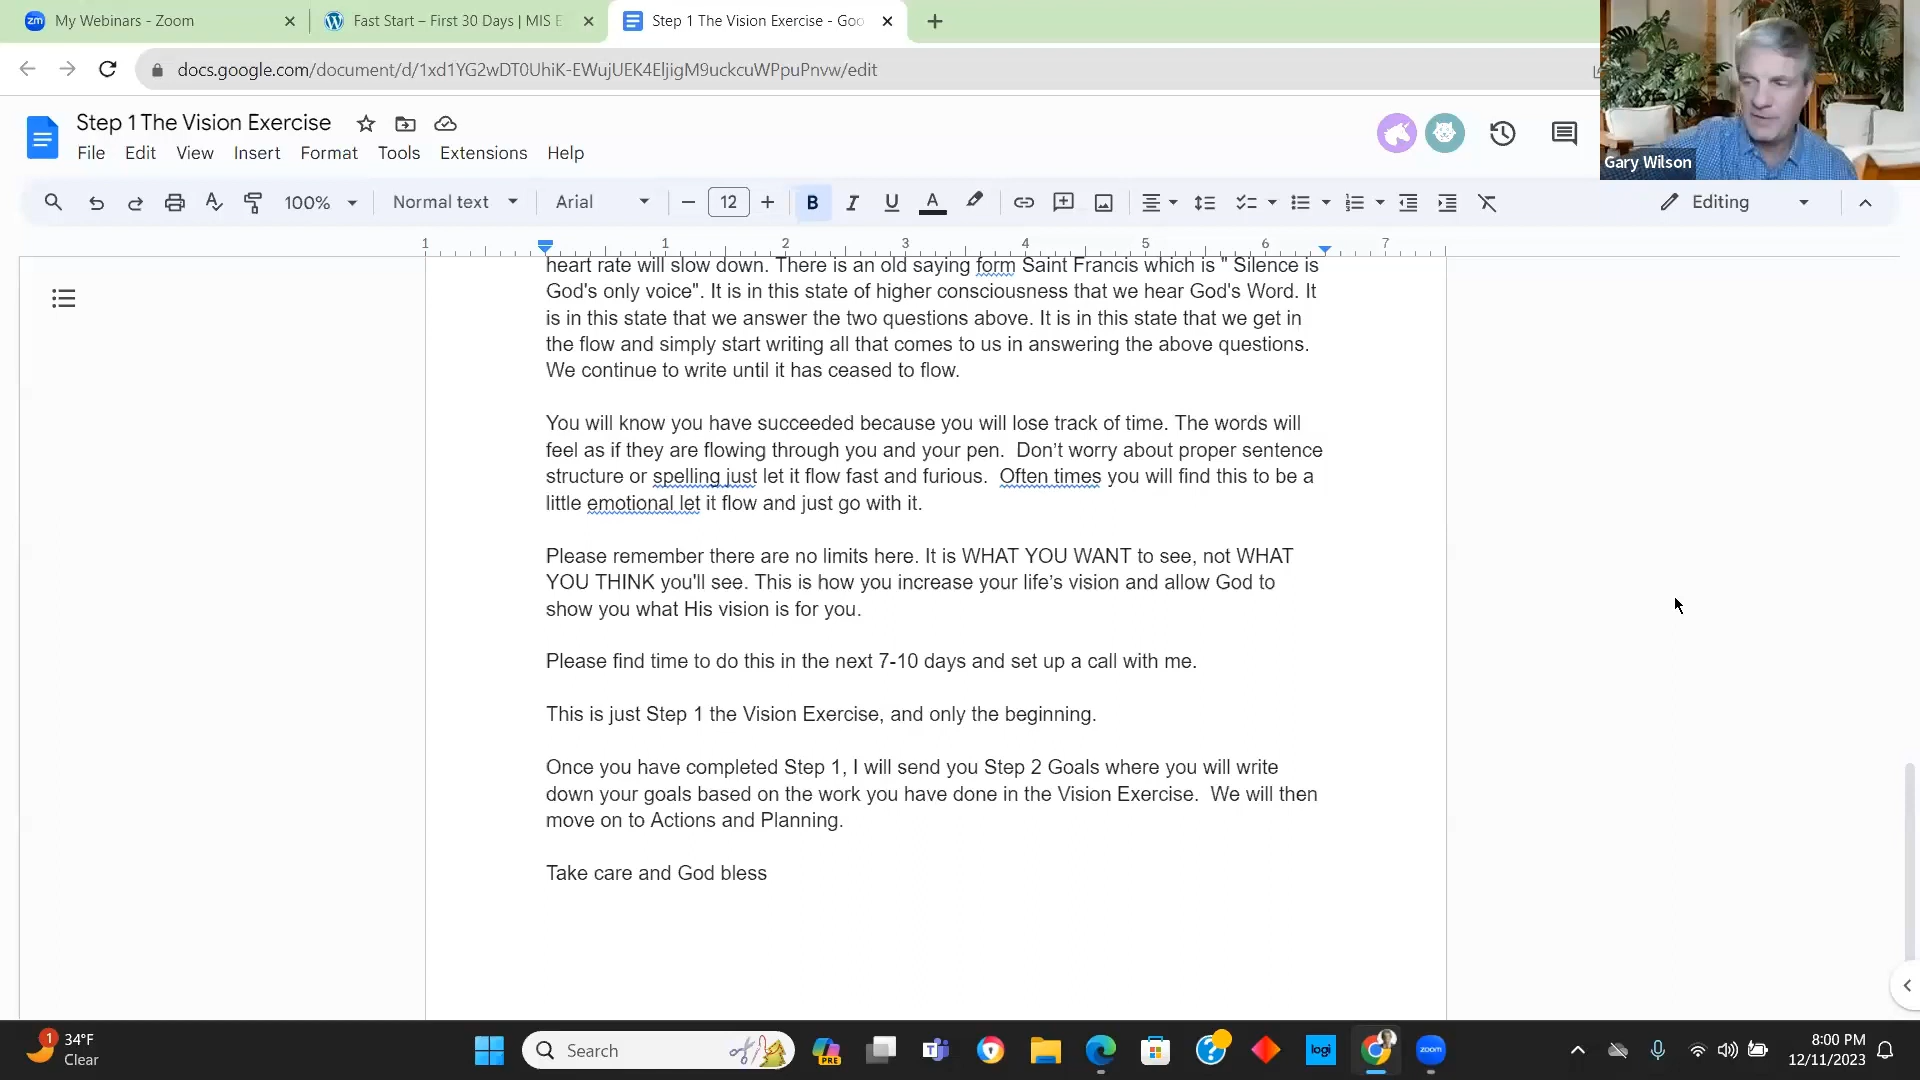 My Webinars - Zoom
Fast Start – First 30 Days | MIS E
Step 1 The Vision Exercise - Goo
docs.google.com/document/d/1xd1YG2wDT0UhiK-EWujUEK4EljigM9uckcuWPpuPnvw/edit
Step 1 The Vision Exercise
File Edit View Insert Format Tools Extensions Help
Gary Wilson
100% Normal text Arial 12 B I U A Editing
1 1 2 3 4 5 6 7
heart rate will slow down. There is an old saying form Saint Francis which is " Silence is
God's only voice". It is in this state of higher consciousness that we hear God's Word. It
is in this state that we answer the two questions above. It is in this state that we get in
the flow and simply start writing all that comes to us in answering the above questions.
We continue to write until it has ceased to flow.
You will know you have succeeded because you will lose track of time. The words will
feel as if they are flowing through you and your pen.  Don’t worry about proper sentence
structure or spelling just let it flow fast and furious.  Often times you will find this to be a
little emotional let it flow and just go with it.
Please remember there are no limits here. It is WHAT YOU WANT to see, not WHAT
YOU THINK you'll see. This is how you increase your life’s vision and allow God to
show you what His vision is for you.
Please find time to do this in the next 7-10 days and set up a call with me.
This is just Step 1 the Vision Exercise, and only the beginning.
Once you have completed Step 1, I will send you Step 2 Goals where you will write
down your goals based on the work you have done in the Vision Exercise.  We will then
move on to Actions and Planning.
Take care and God bless
1
34°F
Clear
Search
PRE
logi
zoom
8:00 PM
12/11/2023